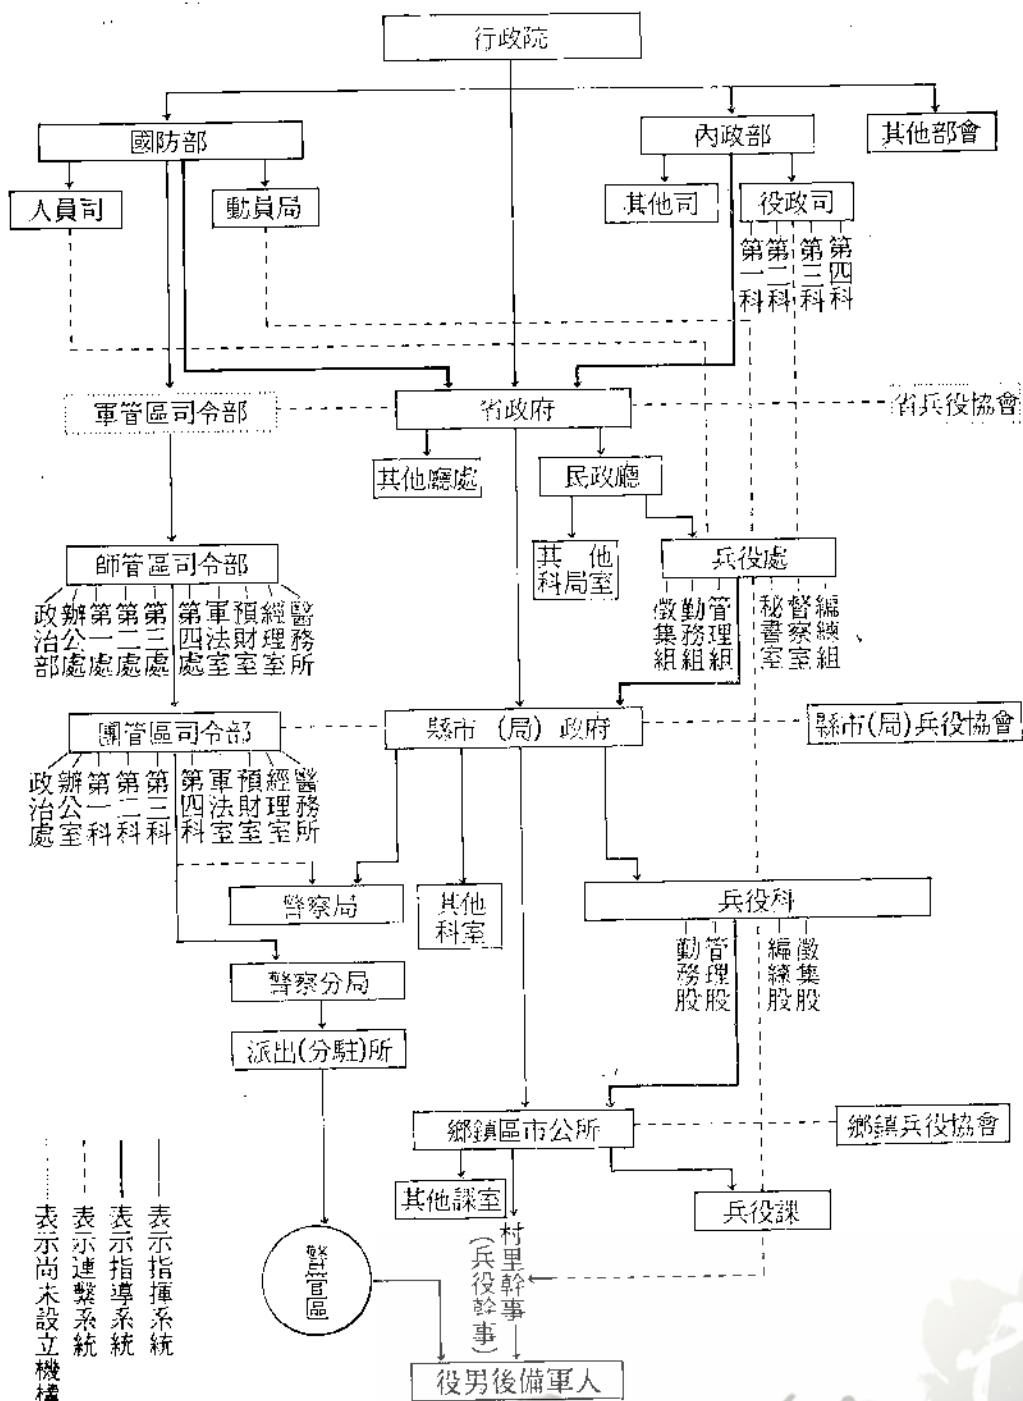 行政院
國防部
內政部
其他部會
人員司
動員局
其他司
役政司
第一科
第二科
第三科
第四科
軍管區司令部
省政府
省兵役協會
其他廳處
民政廳
師管區司令部
其他科局室
兵役處
政治部
辦公處
第一處
第二處
第三處
第四處
軍法室
預財室
經理室
醫務所
徵集組
勤務組
管理組
秘書室
督察室
編練組
團管區司令部
縣市(局)政府
縣市(局)兵役協會
政治處
辦公室
第一科
第二科
第三科
第四科
軍法室
預財室
經理室
醫務所
警察局
其他科室
兵役科
勤務股
管理股
編練股
徵集股
警察分局
派出(分駐)所
鄉鎮區市公所
鄉鎮兵役協會
其他課室
兵役課
警管區
村里幹事
(兵役幹事)
役男後備軍人
表示指揮系統
表示指導系統
表示連繫系統
表示尚未設立機構